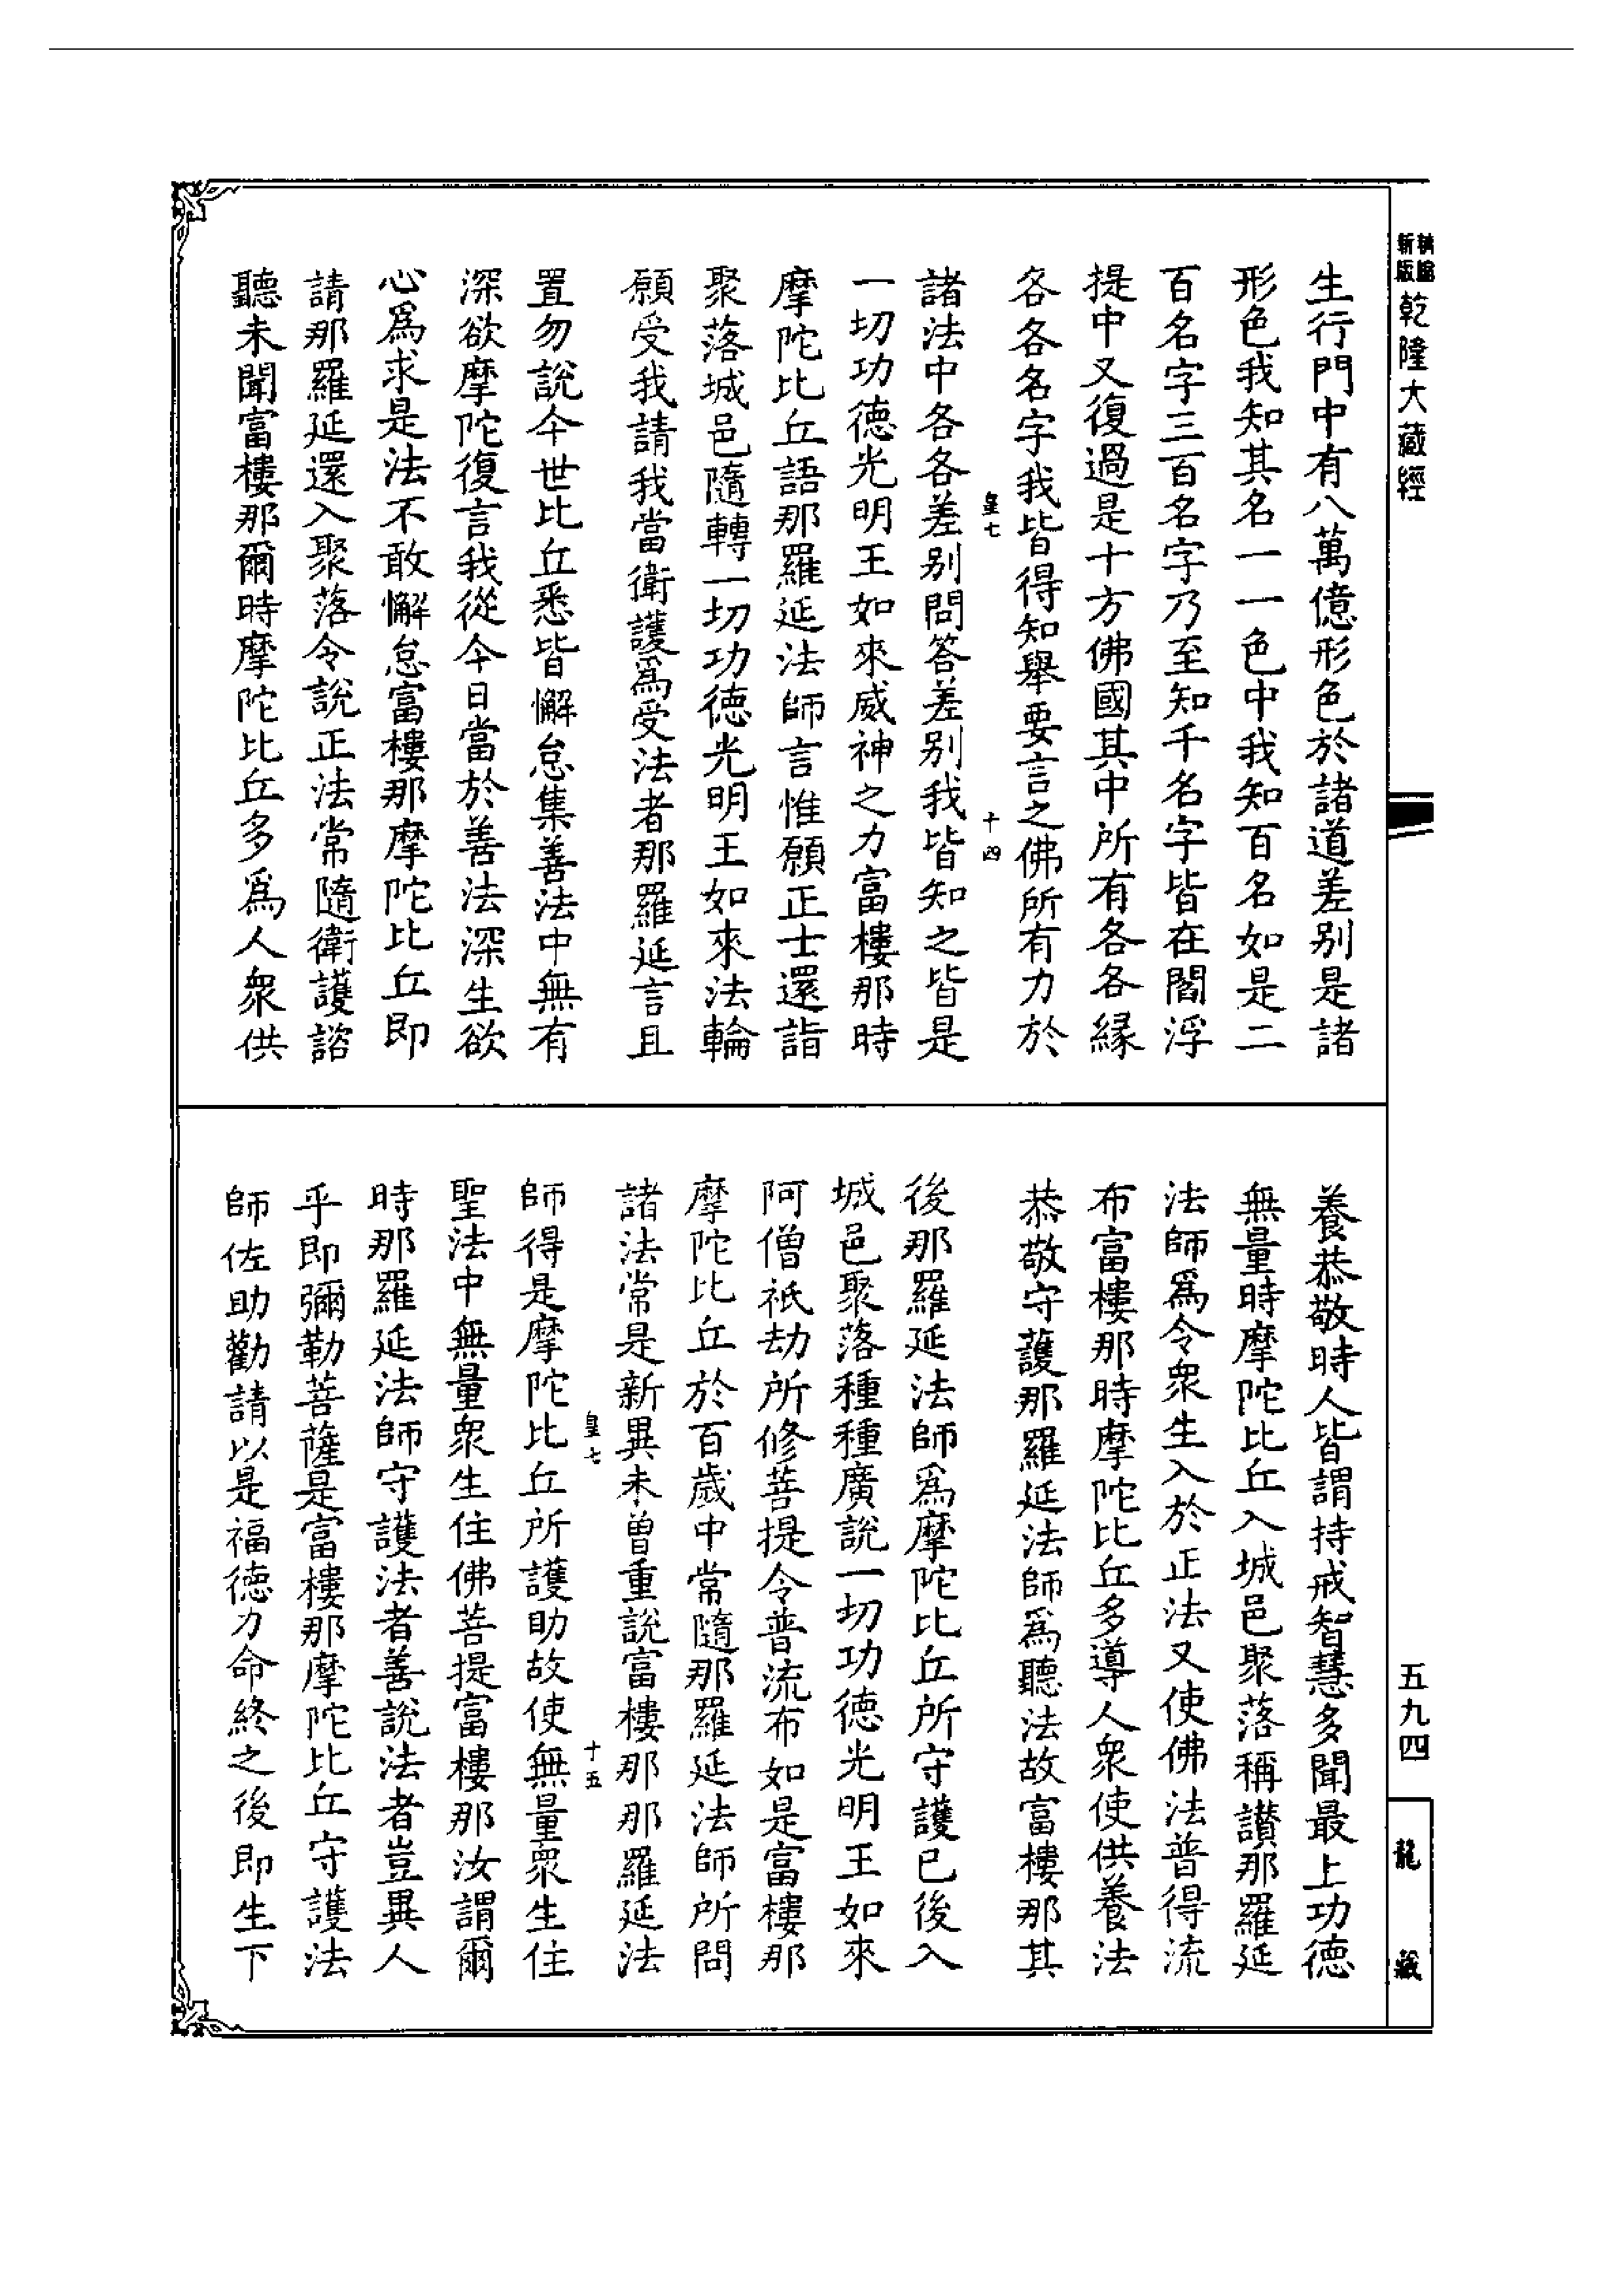 精編
新版
乾隆大藏經
生行門中有八萬億形色於諸道差別是諸
形色我知其名一一色中我知百名如是二
百名字三百名字乃至知千名字皆在閻浮
提中又復過是十方佛國其中所有各各緣
各各名字我皆得知舉要言之佛所有力於
皇七
十四
諸法中各各差別問答差別我皆知之皆是
一切功德光明王如來威神之力富樓那時
摩陀比丘語那羅延法師言惟願正士還詣
聚落城邑隨轉一切功德光明王如來法輪
願受我請我當衛護爲受法者那羅延言且
置勿說今世比丘悉皆懈怠集善法中無有
深欲摩陀復言我從今日當於善法深生欲
心爲求是法不敢懈怠富樓那摩陀比丘即
請那羅延還入聚落令說正法常隨衛護諮
聽未聞富樓那爾時摩陀比丘多爲人衆供
養恭敬時人皆謂持戒智慧多聞最上功德
無量時摩陀比丘入城邑聚落稱讃那羅延
法師爲令衆生入於正法又使佛法普得流
布富樓那時摩陀比丘多導人衆使供養法
恭敬守護那羅延法師爲聽法故富樓那其
後那羅延法師爲摩陀比丘所守護已後入
城邑聚落種種廣說一切功德光明王如來
阿僧祇劫所修菩提令普流布如是富樓那
摩陀比丘於百歲中常隨那羅延法師所問
諸法常是新異未曾重說富樓那那羅延法
皇七
十五
師得是摩陀比丘所護助故使無量衆生住
聖法中無量衆生住佛菩提富樓那汝謂爾
時那羅延法師守護法者善說法者豈異人
乎即彌勒菩薩是富樓那摩陀比丘守護法
師佐助勸請以是福德力命終之後即生下
五九四
龍藏